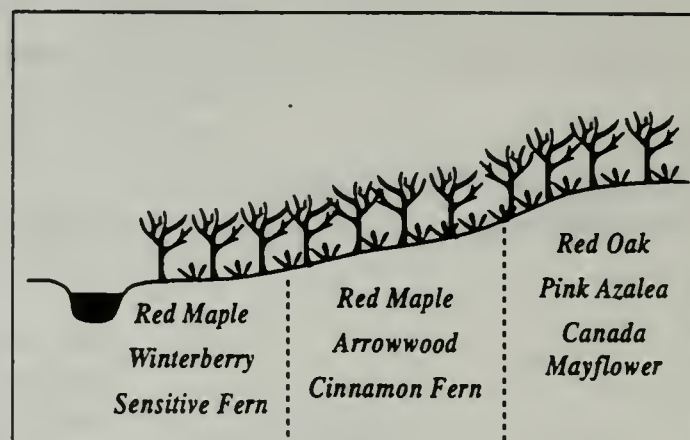 Red Maple
Winterberry
Sensitive Fern
Red Maple
Arrowwood
Cinnamon Fern
Red Oak
Pink Azalea
Canada
Mayflower